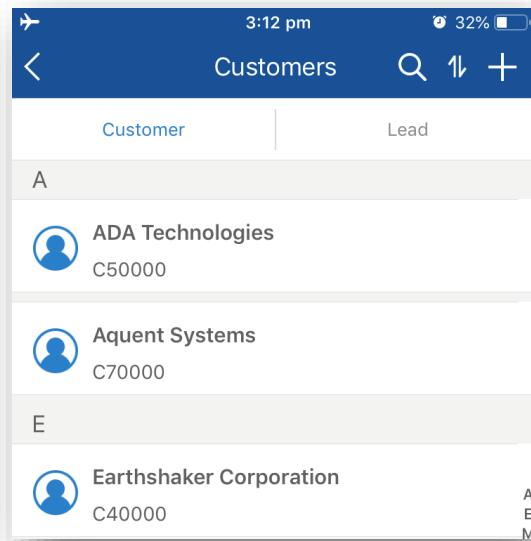 3:12 pm
32%
Customers
Customer
Lead
A
ADA Technologies
C50000
Aquent Systems
C70000
E
Earthshaker Corporation
C40000
A
E
M